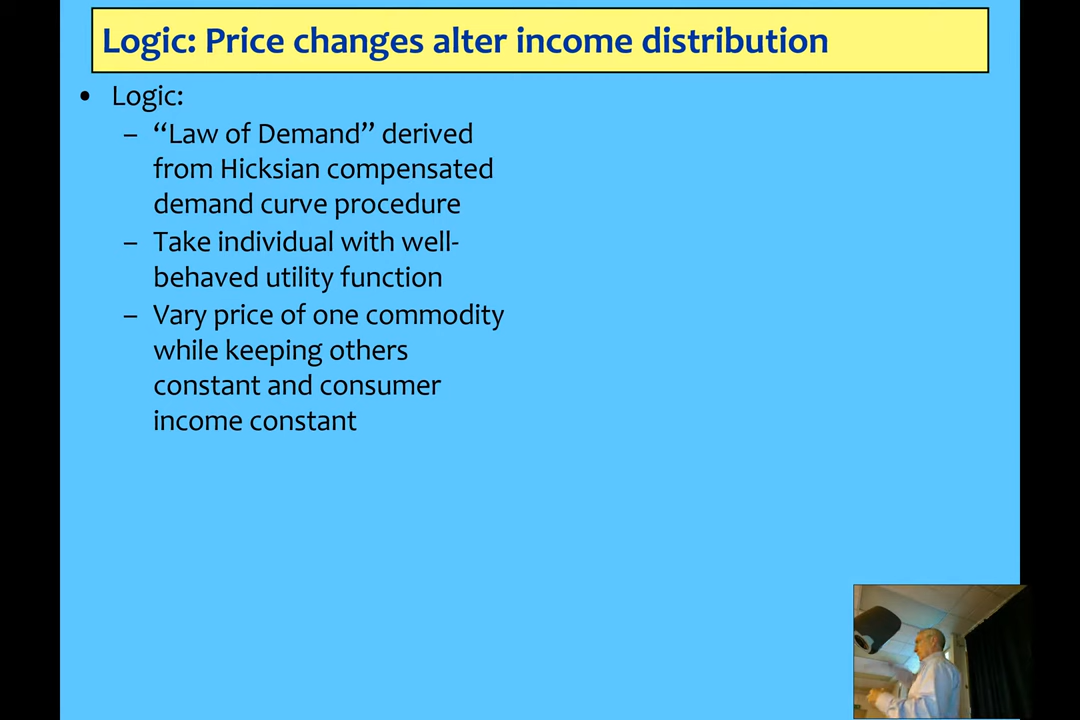 Logic: Price changes alter income distribution
• Logic:
– “Law of Demand” derived
from Hicksian compensated
demand curve procedure
– Take individual with well-
behaved utility function
– Vary price of one commodity
while keeping others
constant and consumer
income constant